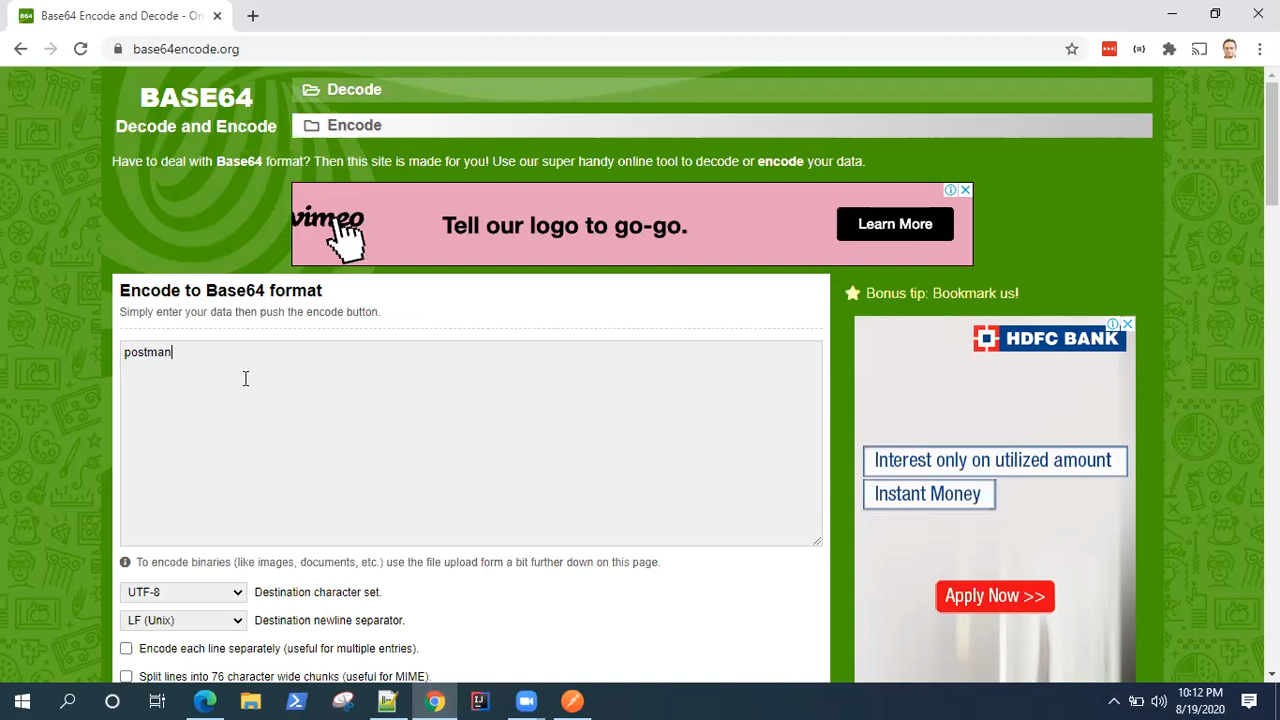 B64 Base64 Encode and Decode - On
base64encode.org
BASE64
Decode and Encode
Decode
Encode
Have to deal with Base64 format? Then this site is made for you! Use our super handy online tool to decode or encode your data.
vimeo
Tell our logo to go-go.
Learn More
Encode to Base64 format
Simply enter your data then push the encode button.
postman
To encode binaries (like images, documents, etc.) use the file upload form a bit further down on this page.
UTF-8 Destination character set.
LF (Unix) Destination newline separator.
Encode each line separately (useful for multiple entries).
Split lines into 76 character wide chunks (useful for MIME).
Bonus tip: Bookmark us!
HDFC BANK
Interest only on utilized amount
Instant Money
Apply Now >>
10:12 PM
8/19/2020